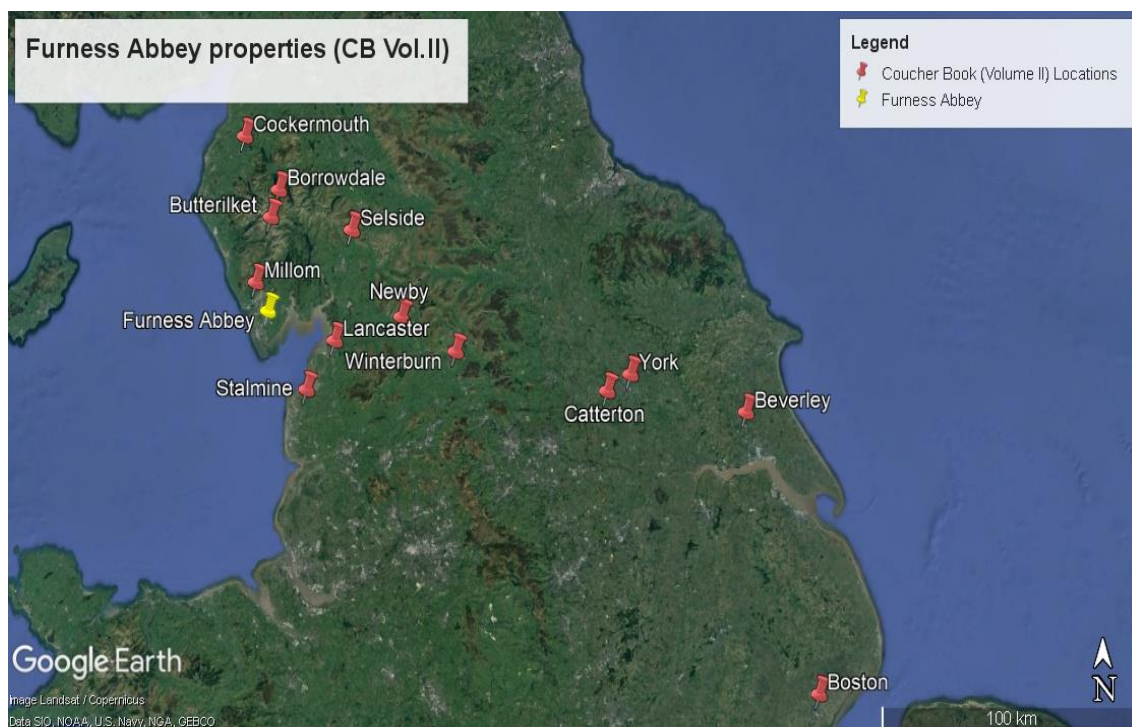 Furness Abbey properties (CB Vol.II)
Legend
Coucher Book (Volume II) Locations
Furness Abbey
Cockermouth
Borrowdale
Butterilket
Selside
Millom
Newby
Furness Abbey
Lancaster
Winterburn
York
Stalmine
Catterton
Beverley
Boston
Google Earth
Image Landsat / Copernicus
Data SIO, NOAA, U.S. Navy, NGA, GEBCO
N
100 km